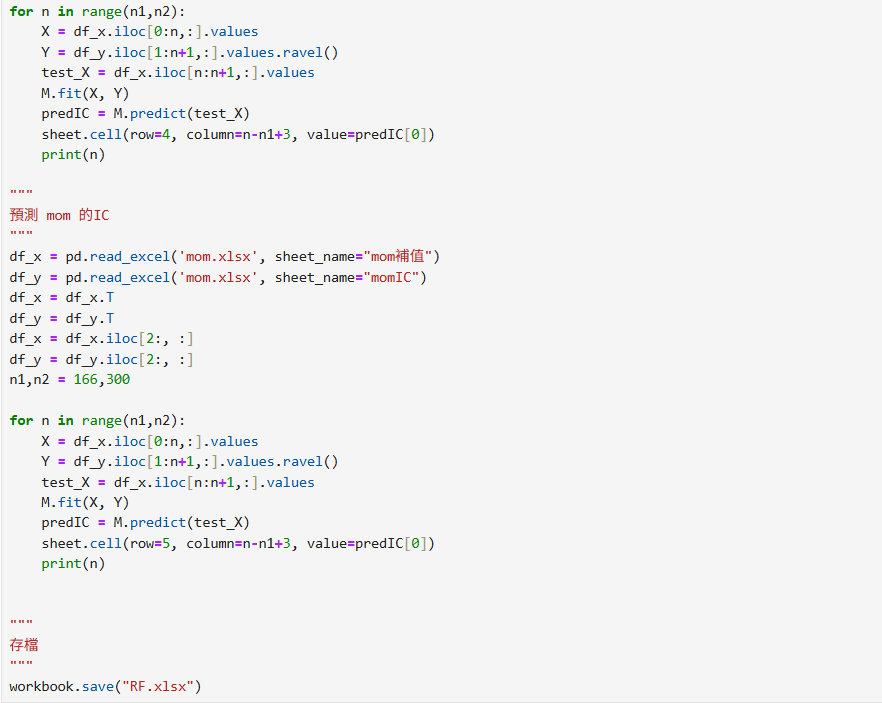 for n in range(n1,n2):
    X = df_x.iloc[0:n,:].values
    Y = df_y.iloc[1:n+1,:].values.ravel()
    test_X = df_x.iloc[n:n+1,:].values
    M.fit(X, Y)
    predIC = M.predict(test_X)
    sheet.cell(row=4, column=n-n1+3, value=predIC[0])
    print(n)
"""
預測 mom 的IC
"""
df_x = pd.read_excel('mom.xlsx', sheet_name="mom補值")
df_y = pd.read_excel('mom.xlsx', sheet_name="momIC")
df_x = df_x.T
df_y = df_y.T
df_x = df_x.iloc[2:, :]
df_y = df_y.iloc[2:, :]
n1,n2 = 166,300
for n in range(n1,n2):
    X = df_x.iloc[0:n,:].values
    Y = df_y.iloc[1:n+1,:].values.ravel()
    test_X = df_x.iloc[n:n+1,:].values
    M.fit(X, Y)
    predIC = M.predict(test_X)
    sheet.cell(row=5, column=n-n1+3, value=predIC[0])
    print(n)
"""
存檔
"""
workbook.save("RF.xlsx")